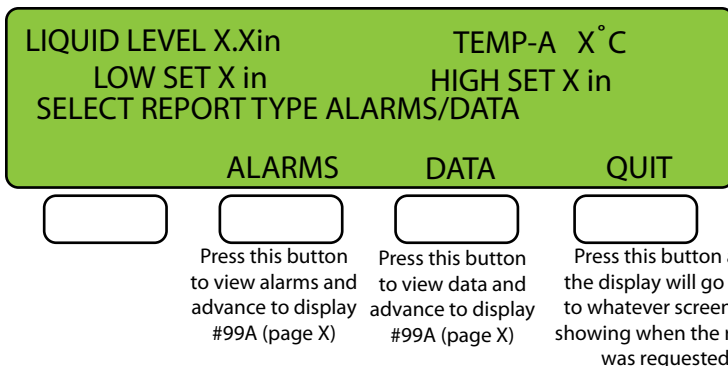 LIQUID LEVEL X.Xin TEMP-A X°C
LOW SET X in HIGH SET X in
SELECT REPORT TYPE ALARMS/DATA
ALARMS DATA QUIT
Press this button
to view alarms and
advance to display
#99A (page X)
Press this button
to view data and
advance to display
#99A (page X)
Press this button
the display will go
to whatever screen
showing when the
was requested